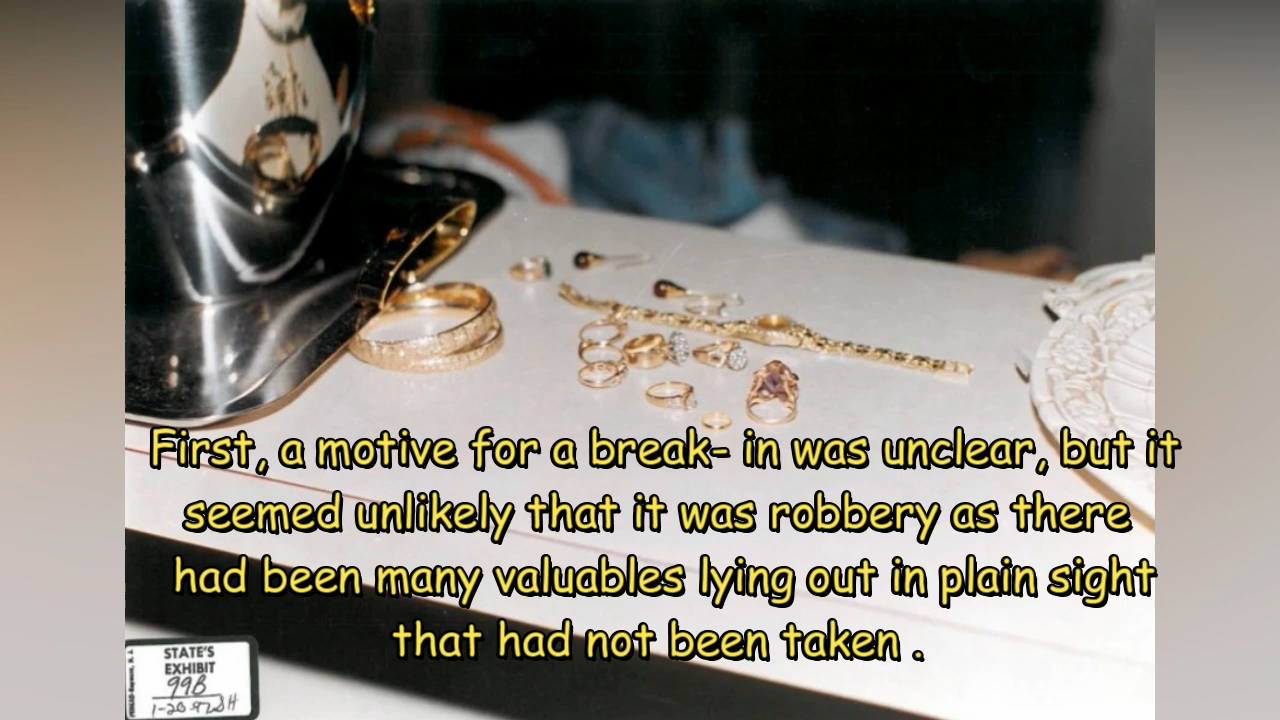 First, a motive for a break- in was unclear, but it
seemed unlikely that it was robbery as there
had been many valuables lying out in plain sight
that had not been taken .
STATE'S
EXHIBIT
99B